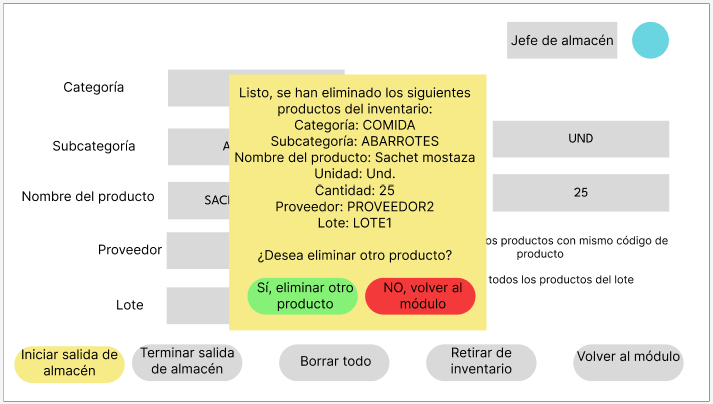 Jefe de almacén
Categoría
Listo, se han eliminado los siguientes
productos del inventario:
Categoría: COMIDA
Subcategoría: ABARROTES
Nombre del producto: Sachet mostaza
Unidad: Und.
Cantidad: 25
Proveedor: PROVEEDOR2
Lote: LOTE1
¿Desea eliminar otro producto?
Sí, eliminar otro
producto
NO, volver al
módulo
Subcategoría
UND
Nombre del producto
25
Proveedor
productos con mismo código de
producto
Lote
todos los productos del lote
Iniciar salida de
almacén
Terminar salida
de almacén
Borrar todo
Retirar de
inventario
Volver al módulo